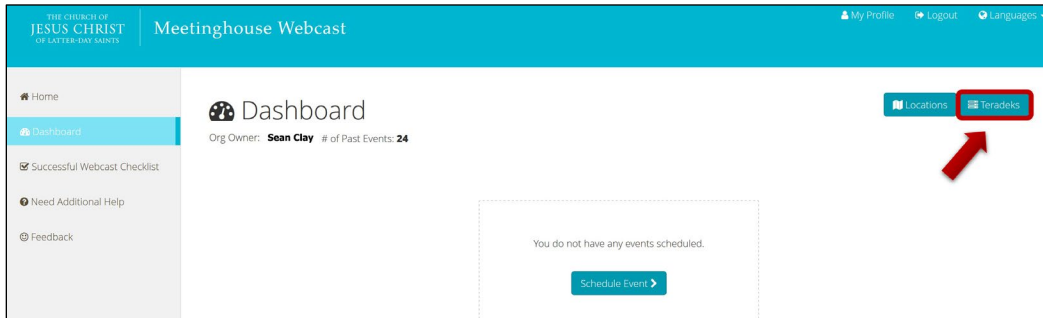 THE CHURCH OF
JESUS CHRIST
OF LATTER-DAY SAINTS
Meetinghouse Webcast
My Profile Logout Languages
Home
Dashboard
Successful Webcast Checklist
Need Additional Help
Feedback
Dashboard
Org Owner: Sean Clay # of Past Events: 24
Locations Teradeks
You do not have any events scheduled.
Schedule Event